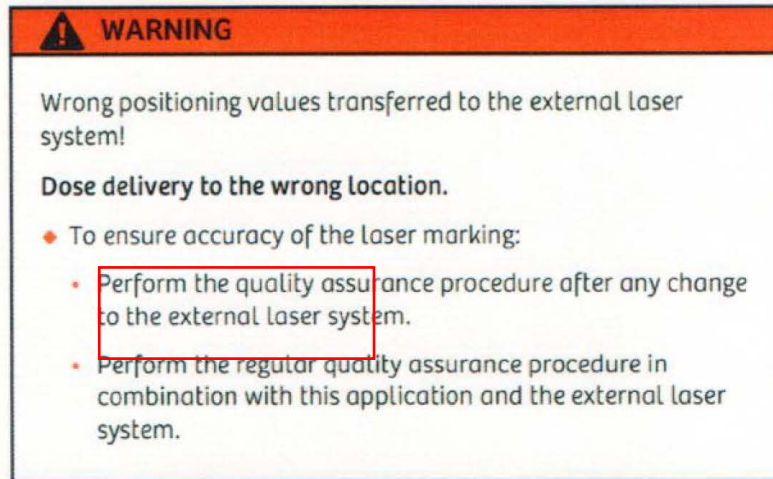 WARNING
Wrong positioning values transferred to the external laser
system!
Dose delivery to the wrong location.
To ensure accuracy of the laser marking:
Perform the quality assurance procedure after any change
to the external laser system.
Perform the regular quality assurance procedure in
combination with this application and the external laser
system.